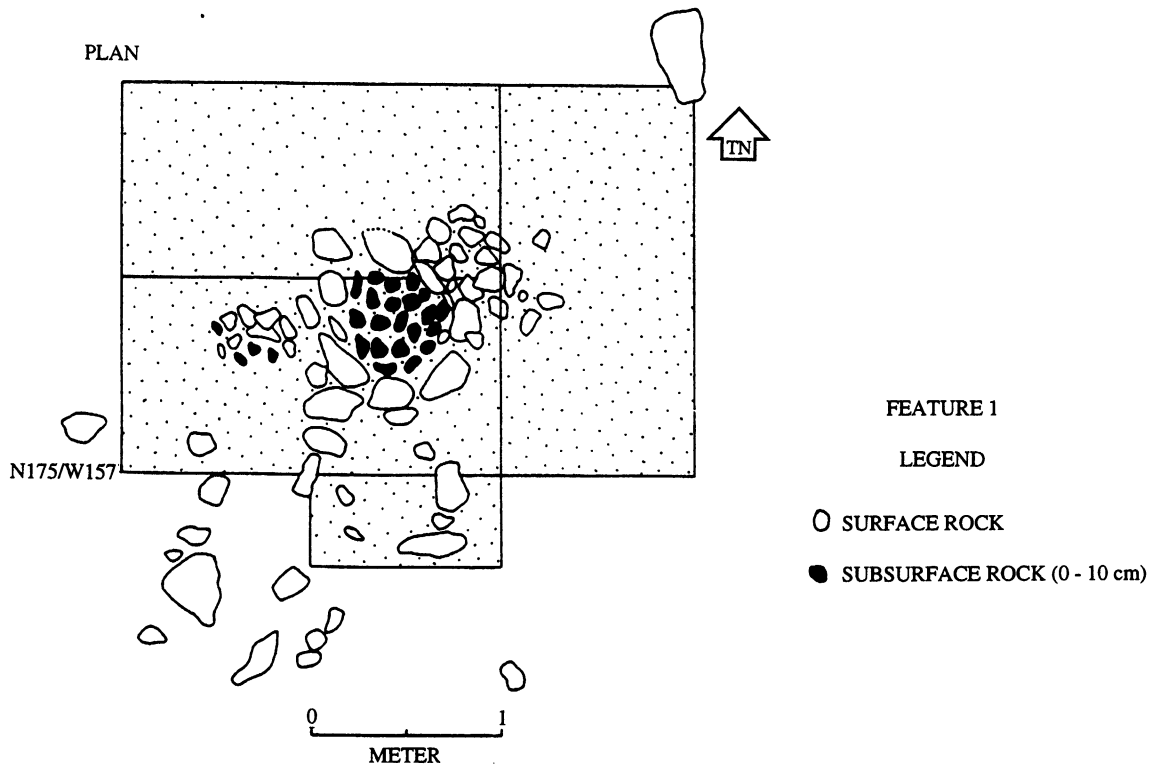 PLAN
TN
N175/W157
FEATURE 1
LEGEND
SURFACE ROCK
SUBSURFACE ROCK (0 - 10 cm)
0 1
METER